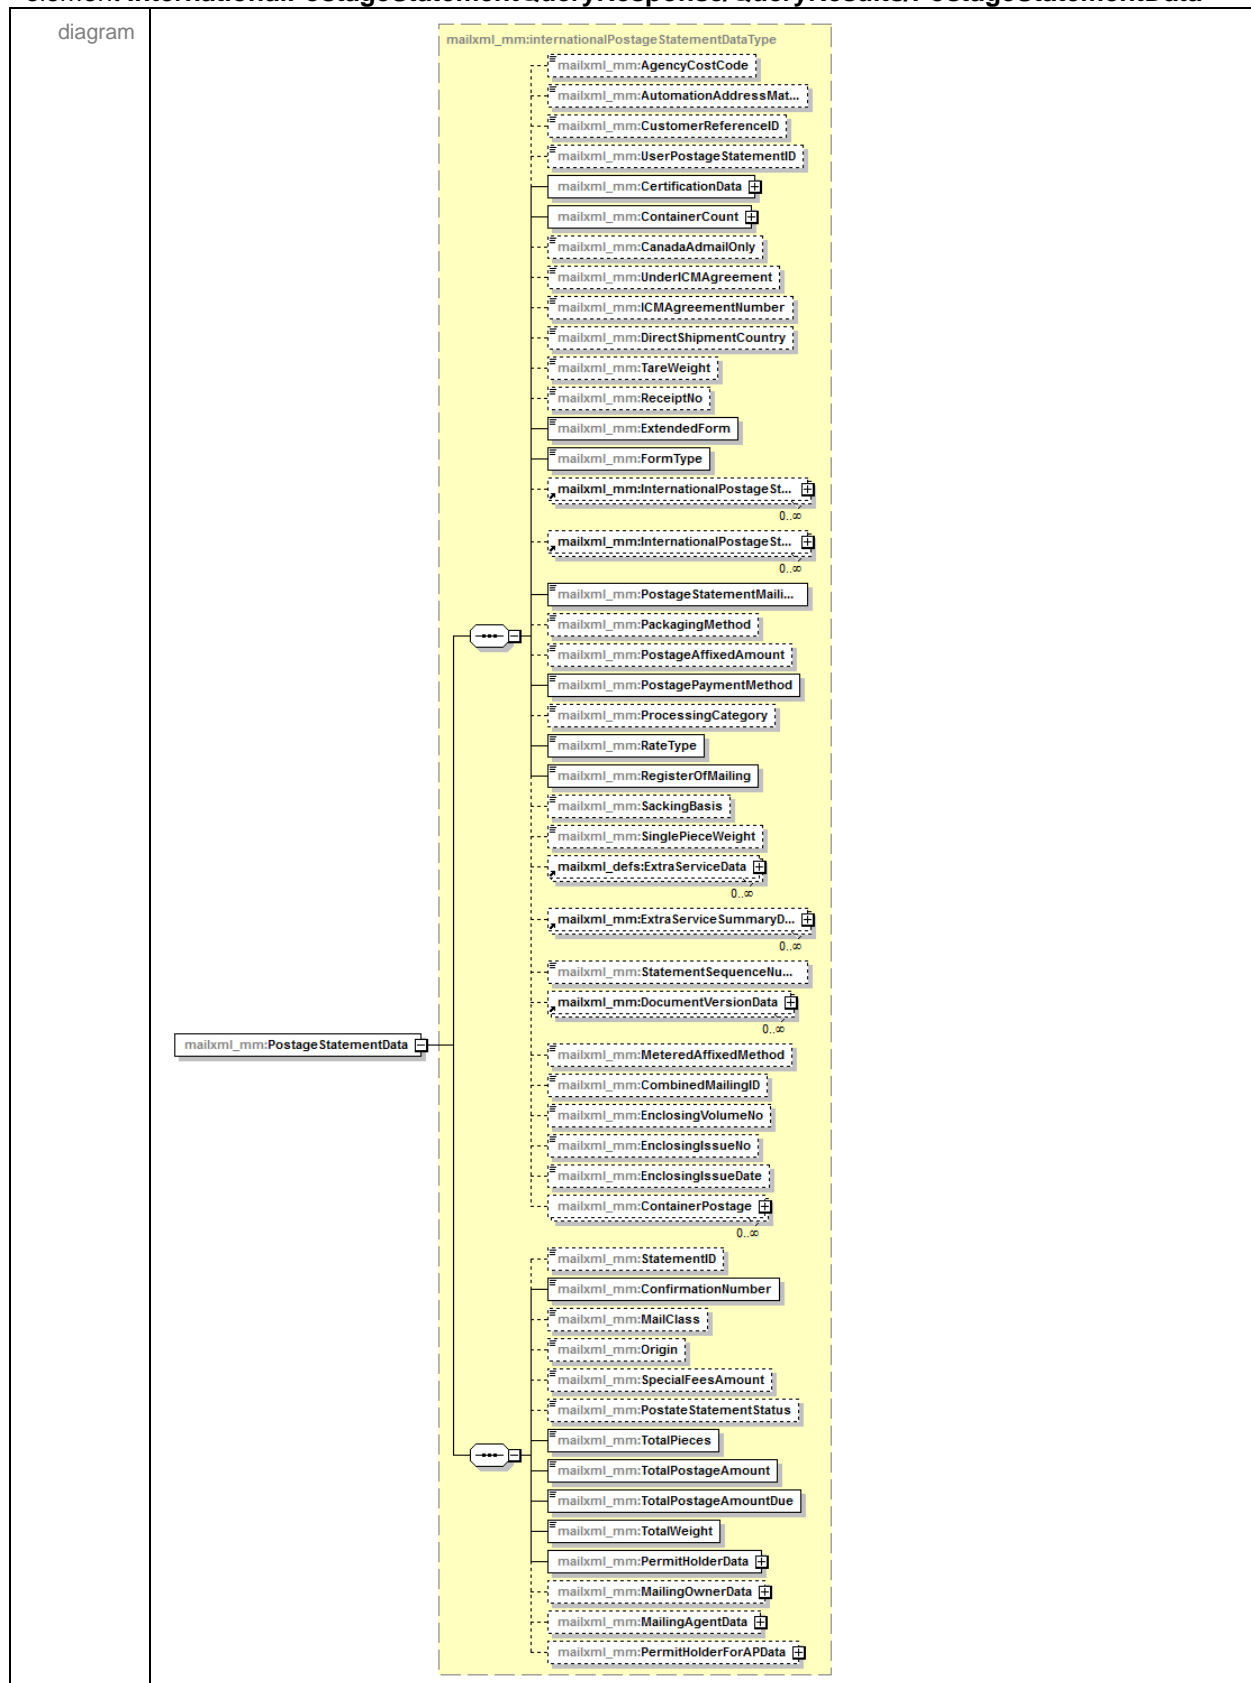 element InternationalPostageStatementQueryResponse/QueryResults/PostageStatementData
diagram
mailxml_mm:internationalPostageStatementDataType
mailxml_mm:AgencyCostCode
mailxml_mm:AutomationAddressMat...
mailxml_mm:CustomerReferenceID
mailxml_mm:UserPostageStatementID
mailxml_mm:CertificationData
mailxml_mm:ContainerCount
mailxml_mm:CanadaAdmailOnly
mailxml_mm:UnderICMAgreement
mailxml_mm:ICMAgreementNumber
mailxml_mm:DirectShipmentCountry
mailxml_mm:TareWeight
mailxml_mm:ReceiptNo
mailxml_mm:ExtendedForm
mailxml_mm:FormType
mailxml_mm:InternationalPostageSt...
0..∞
mailxml_mm:InternationalPostageSt...
0..∞
mailxml_mm:PostageStatementMaili...
mailxml_mm:PackagingMethod
mailxml_mm:PostageAffixedAmount
mailxml_mm:PostagePaymentMethod
mailxml_mm:ProcessingCategory
mailxml_mm:RateType
mailxml_mm:RegisterOfMailing
mailxml_mm:SackingBasis
mailxml_mm:SinglePieceWeight
mailxml_defs:ExtraServiceData
0..∞
mailxml_mm:ExtraServiceSummaryD...
0..∞
mailxml_mm:StatementSequenceNu...
mailxml_mm:DocumentVersionData
0..∞
mailxml_mm:PostageStatementData
mailxml_mm:MeteredAffixedMethod
mailxml_mm:CombinedMailingID
mailxml_mm:EnclosingVolumeNo
mailxml_mm:EnclosingIssueNo
mailxml_mm:EnclosingIssueDate
mailxml_mm:ContainerPostage
0..∞
mailxml_mm:StatementID
mailxml_mm:ConfirmationNumber
mailxml_mm:MailClass
mailxml_mm:Origin
mailxml_mm:SpecialFeesAmount
mailxml_mm:PostateStatementStatus
mailxml_mm:TotalPieces
mailxml_mm:TotalPostageAmount
mailxml_mm:TotalPostageAmountDue
mailxml_mm:TotalWeight
mailxml_mm:PermitHolderData
mailxml_mm:MailingOwnerData
mailxml_mm:MailingAgentData
mailxml_mm:PermitHolderForAPData